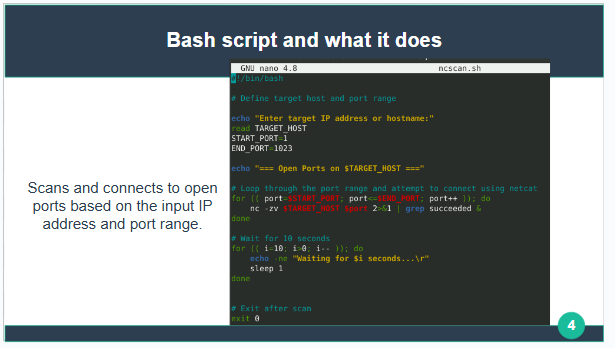 Bash script and what it does
GNU nano 4.8 ncscan.sh
#!/bin/bash
# Define target host and port range
echo "Enter target IP address or hostname:"
read TARGET_HOST
START_PORT=1
END_PORT=1023
echo "=== Open Ports on $TARGET_HOST ==="
# Loop through the port range and attempt to connect using netcat
for (( port=$START_PORT; port<=$END_PORT; port++ )); do
nc -zv $TARGET_HOST $port 2>&1 | grep succeeded &
done
# Wait for 10 seconds
for (( i=10; i>0; i-- )); do
echo -ne "Waiting for $i seconds...\r"
sleep 1
done
# Exit after scan
exit 0
Scans and connects to open
ports based on the input IP
address and port range.
4